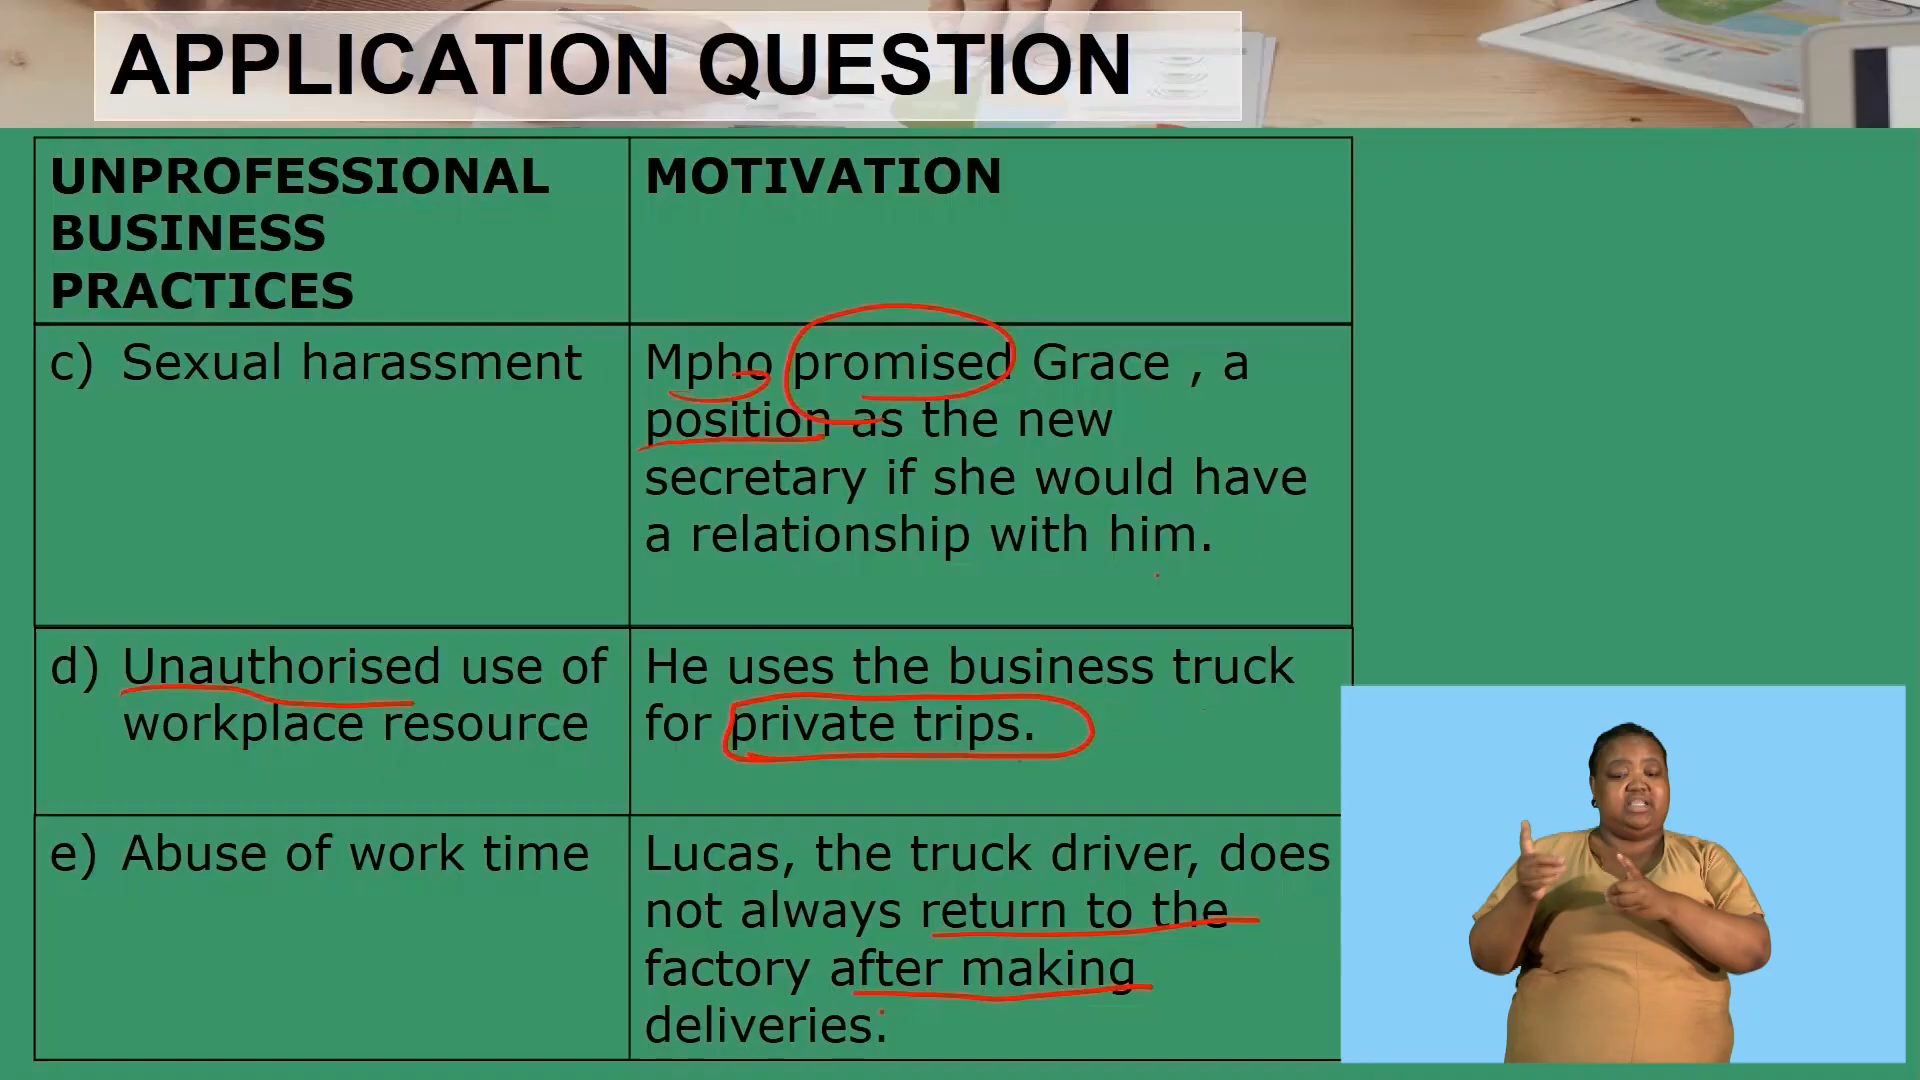 APPLICATION QUESTION
UNPROFESSIONAL
BUSINESS
PRACTICES
MOTIVATION
c) Sexual harassment
Mpho promised Grace , a
position as the new
secretary if she would have
a relationship with him.
d) Unauthorised use of
workplace resource
He uses the business truck
for private trips.
e) Abuse of work time
Lucas, the truck driver, does
not always return to the
factory after making
deliveries.